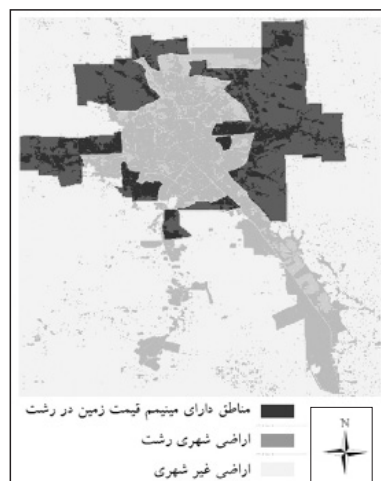 مناطق دارای مینیمم قیمت زمین در رشت
اراضی شهری رشت
اراضی غیر شهری
N